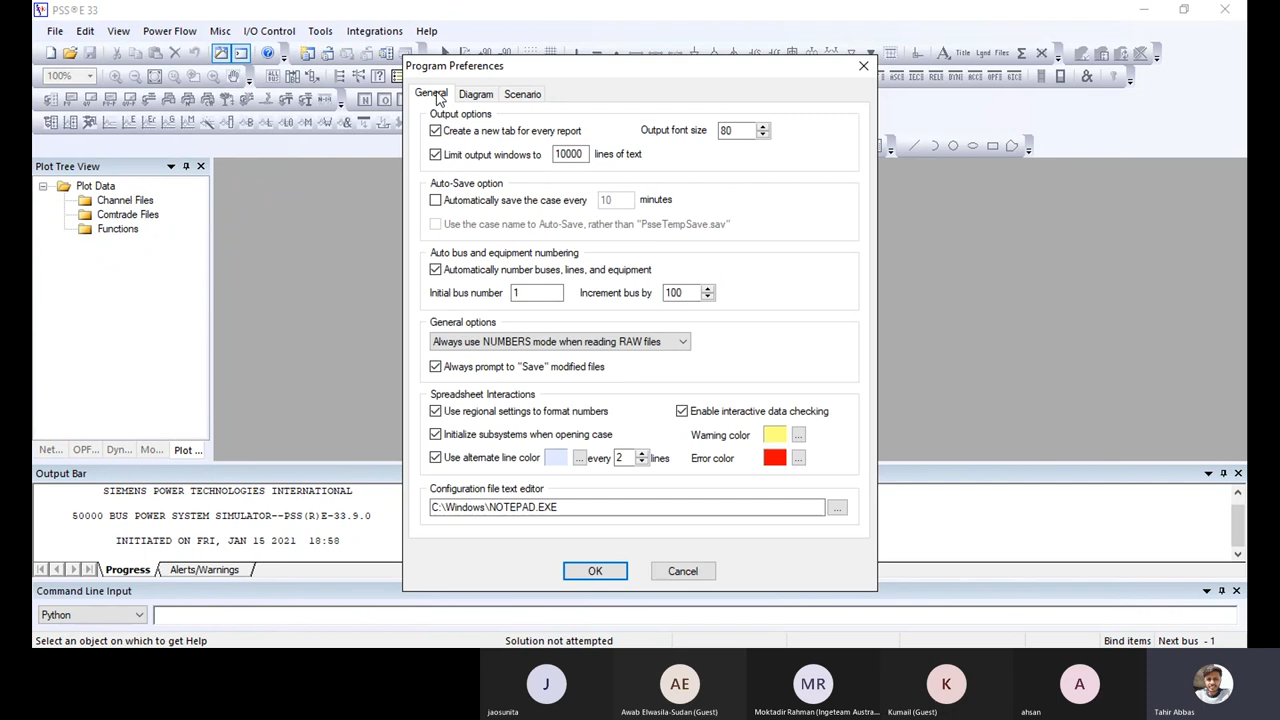 PSS®E 33
File Edit View Power Flow Misc I/O Control Tools Integrations Help
Title Lgnd Files
100%
Program Preferences
General Diagram Scenario
Output options
Create a new tab for every report Output font size 80
Limit output windows to 10000 lines of text
Auto-Save option
Automatically save the case every 10 minutes
Use the case name to Auto-Save, rather than "PsseTempSave.sav"
Auto bus and equipment numbering
Automatically number buses, lines, and equipment
Initial bus number 1 Increment bus by 100
General options
Always use NUMBERS mode when reading RAW files
Always prompt to "Save" modified files
Spreadsheet Interactions
Use regional settings to format numbers Enable interactive data checking
Initialize subsystems when opening case Warning color ...
Use alternate line color ... every 2 lines Error color ...
Configuration file text editor
C:\Windows\NOTEPAD.EXE ...
OK Cancel
Plot Tree View
Plot Data
Channel Files
Comtrade Files
Functions
Net... OPF... Dyn... Mo... Plot ...
Output Bar
SIEMENS POWER TECHNOLOGIES INTERNATIONAL
50000 BUS POWER SYSTEM SIMULATOR--PSS(R)E-33.9.0
INITIATED ON FRI, JAN 15 2021 18:58
Progress Alerts/Warnings
Command Line Input
Python
Select an object on which to get Help Solution not attempted Bind items Next bus - 1
J AE MR K A
jaosunita Awab Elwasila-Sudan (Guest) Moktadir Rahman (Ingeteam Austra... Kumail (Guest) ahsan Tahir Abbas